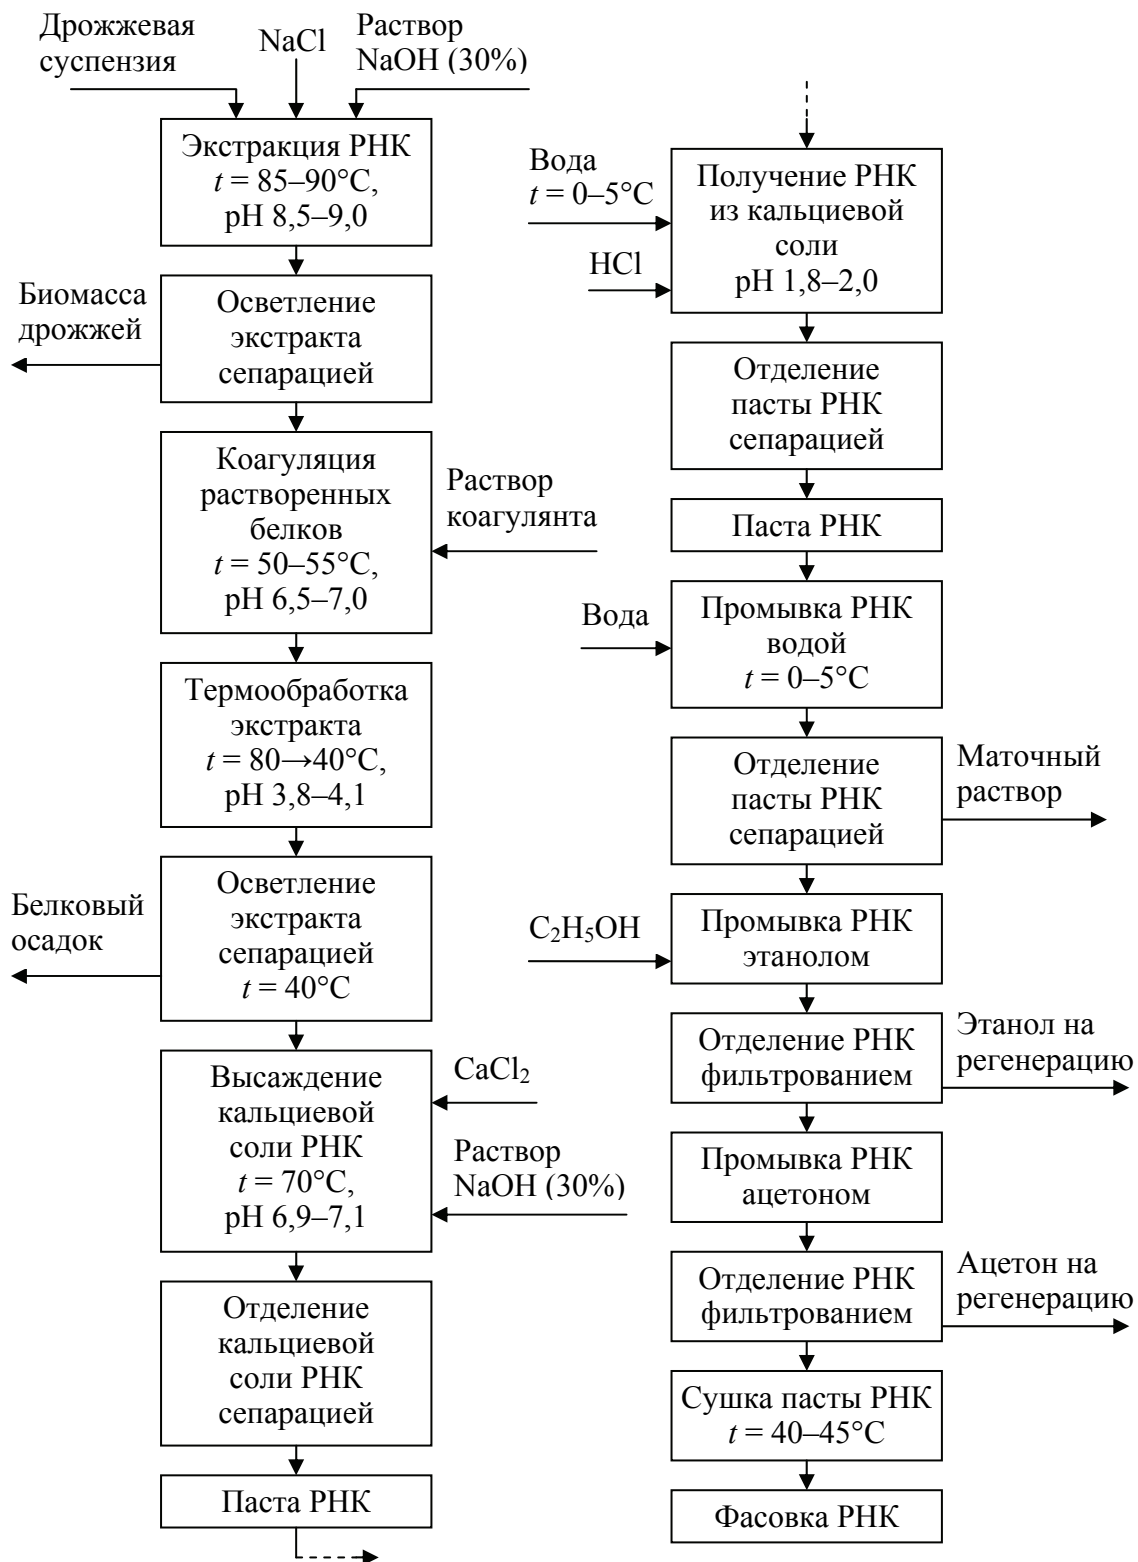 Дрожжевая
суспензия
NaCl
Раствор
NaOH (30%)
Экстракция РНК
t = 85–90°C,
pH 8,5–9,0
Биомасса
дрожжей
Осветление
экстракта
сепарацией
Коагуляция
растворенных
белков
t = 50–55°C,
pH 6,5–7,0
Раствор
коагулянта
Термообработка
экстракта
t = 80→40°C,
pH 3,8–4,1
Белковый
осадок
Осветление
экстракта
сепарацией
t = 40°C
Высаждение
кальциевой
соли РНК
t = 70°C,
pH 6,9–7,1
CaCl₂
Раствор
NaOH (30%)
Отделение
кальциевой
соли РНК
сепарацией
Паста РНК
Вода
t = 0–5°C
HCl
Получение РНК
из кальциевой
соли
pH 1,8–2,0
Отделение
пасты РНК
сепарацией
Паста РНК
Вода
Промывка РНК
водой
t = 0–5°C
Отделение
пасты РНК
сепарацией
Маточный
раствор
C₂H₅OH
Промывка РНК
этанолом
Отделение РНК
фильтрованием
Этанол на
регенерацию
Промывка РНК
ацетоном
Отделение РНК
фильтрованием
Ацетон на
регенерацию
Сушка пасты РНК
t = 40–45°C
Фасовка РНК